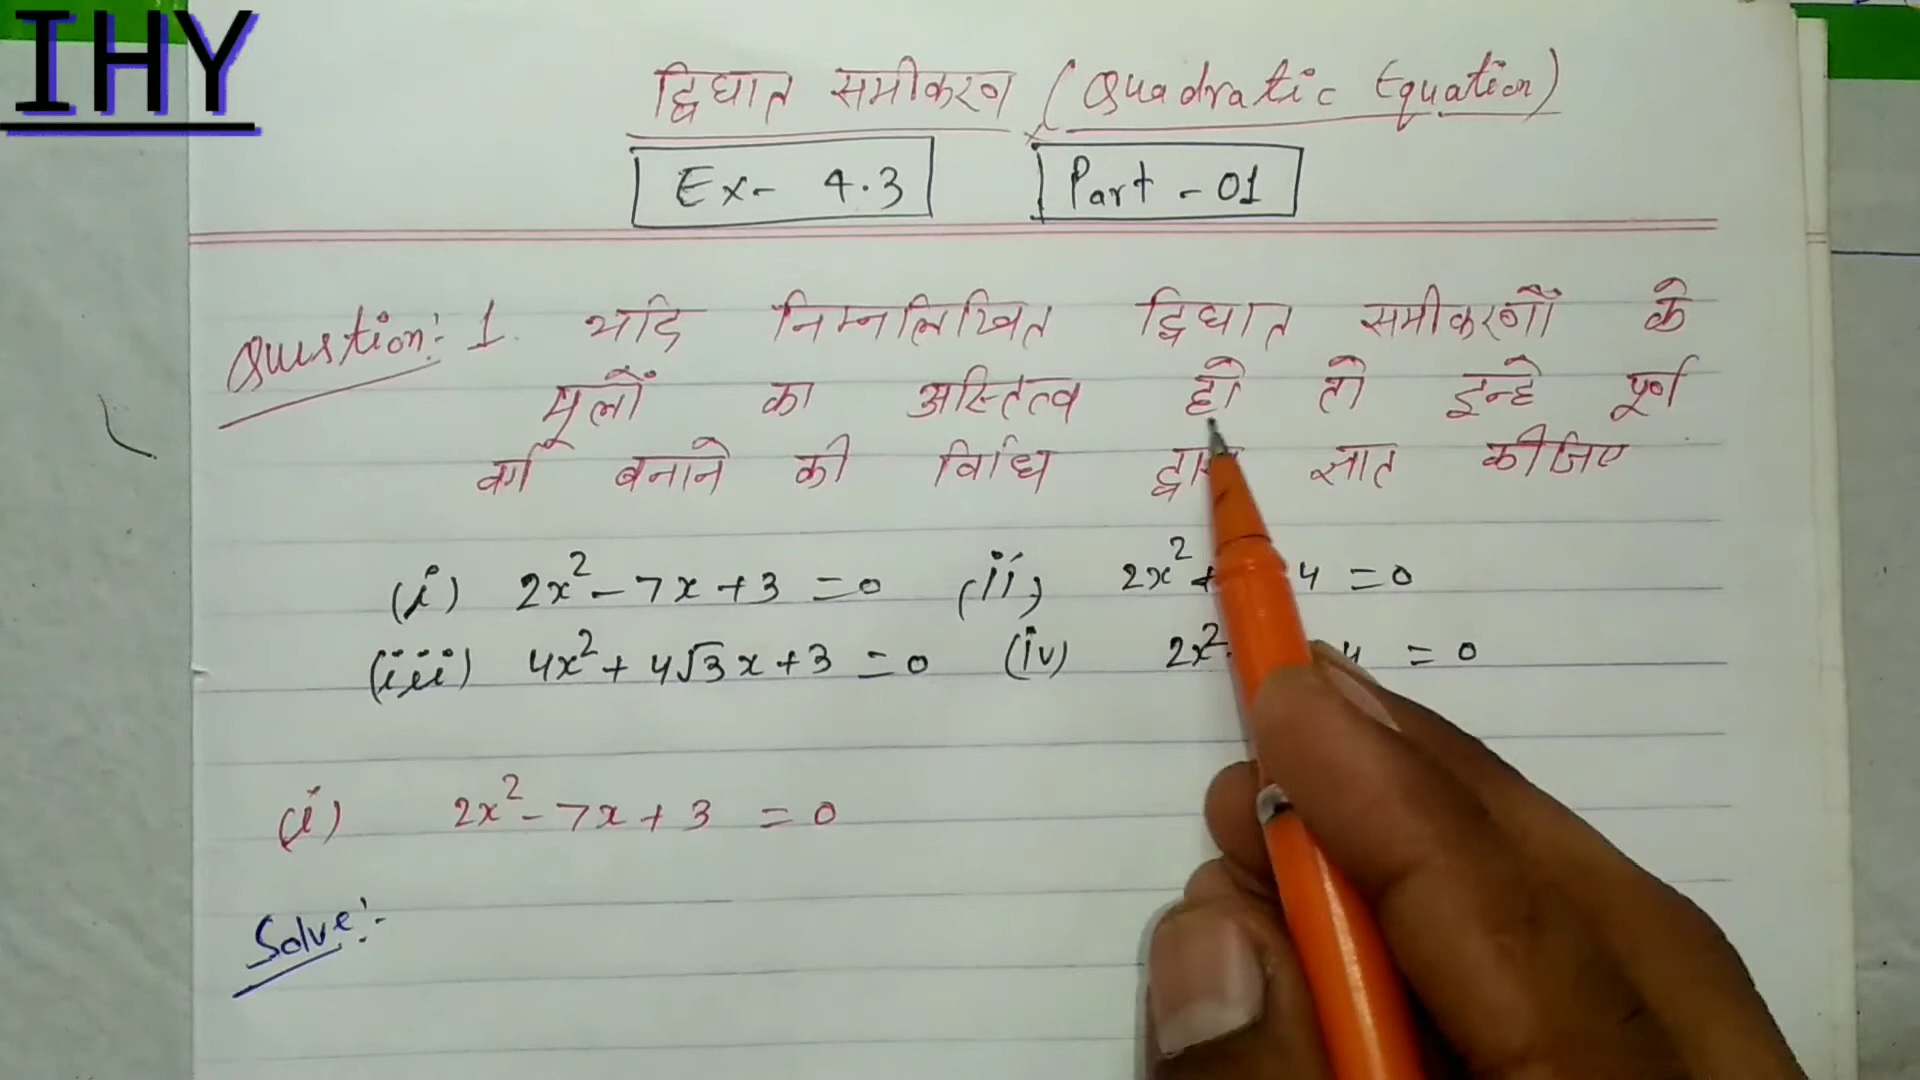 IHY
द्विघात समीकरण (Quadratic Equation)
Ex- 4.3 Part - 01
Question:- 1. यदि निम्नलिखित द्विघात समीकरणों के
मूलों का अस्तित्व हो तो इन्हे पूर्ण
वर्ग बनाने की विधि ज्ञात कीजिए
(i) 2x²-7x+3=0 (ii) 2x²+ 4=0
(iii) 4x²+4√3x+3=0 (iv) 2x² 4=0
(i) 2x²-7x+3=0
Solve:-